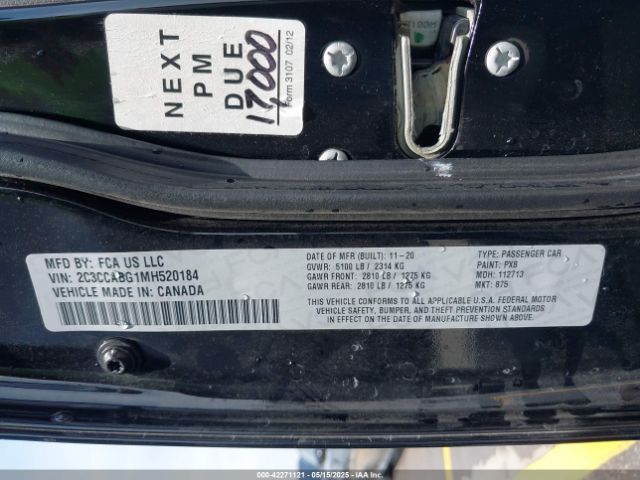 NEXT
PM
DUE
17,000
Form 3107 02/12
MFD BY: FCA US LLC
VIN: 2C3CCABG1MH520184
VEHICLE MADE IN: CANADA
DATE OF MFR (BUILT): 11-20
GVWR: 5100 LB / 2314 KG
GAWR FRONT: 2810 LB / 1275 KG
GAWR REAR: 2810 LB / 1275 KG
TYPE: PASSENGER CAR
PAINT: PX8
MDH: 112713
MKT: 875
THIS VEHICLE CONFORMS TO ALL APPLICABLE U.S.A. FEDERAL MOTOR
VEHICLE SAFETY, BUMPER, AND THEFT PREVENTION STANDARDS
IN EFFECT ON THE DATE OF MANUFACTURE SHOWN ABOVE.
000-42271121 - 05/15/2025 - IAAI.COM